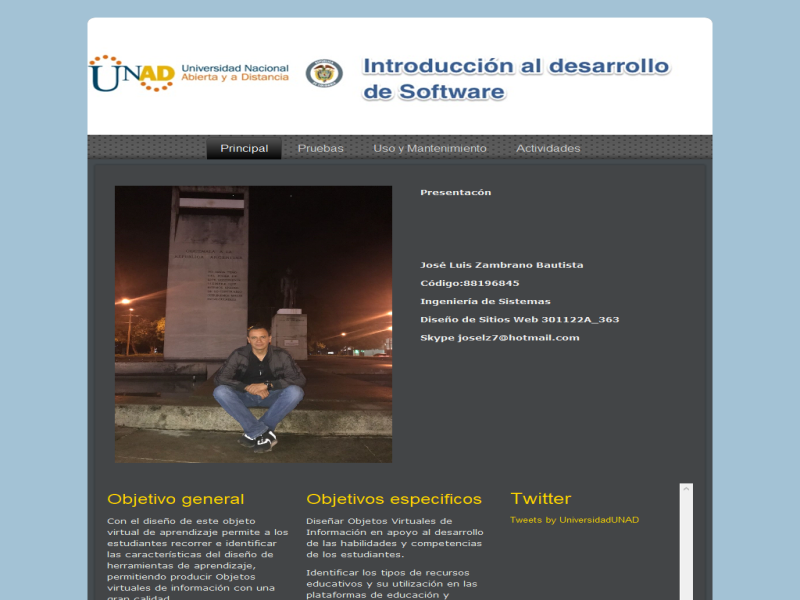 UNAD Universidad Nacional
Abierta y a Distancia
Introducción al desarrollo
de Software
Principal Pruebas Uso y Mantenimiento Actividades
Presentacón
José Luis Zambrano Bautista
Código:88196845
Ingeniería de Sistemas
Diseño de Sitios Web 301122A_363
Skype joselz7@hotmail.com
Objetivo general
Con el diseño de este objeto
virtual de aprendizaje permite a los
estudiantes recorrer e identificar
las características del diseño de
herramientas de aprendizaje,
permitiendo producir Objetos
virtuales de información con una
gran calidad
Objetivos especificos
Diseñar Objetos Virtuales de
Información en apoyo al desarrollo
de las habilidades y competencias
de los estudiantes.
Identificar los tipos de recursos
educativos y su utilización en las
plataformas de educación y
Twitter
Tweets by UniversidadUNAD